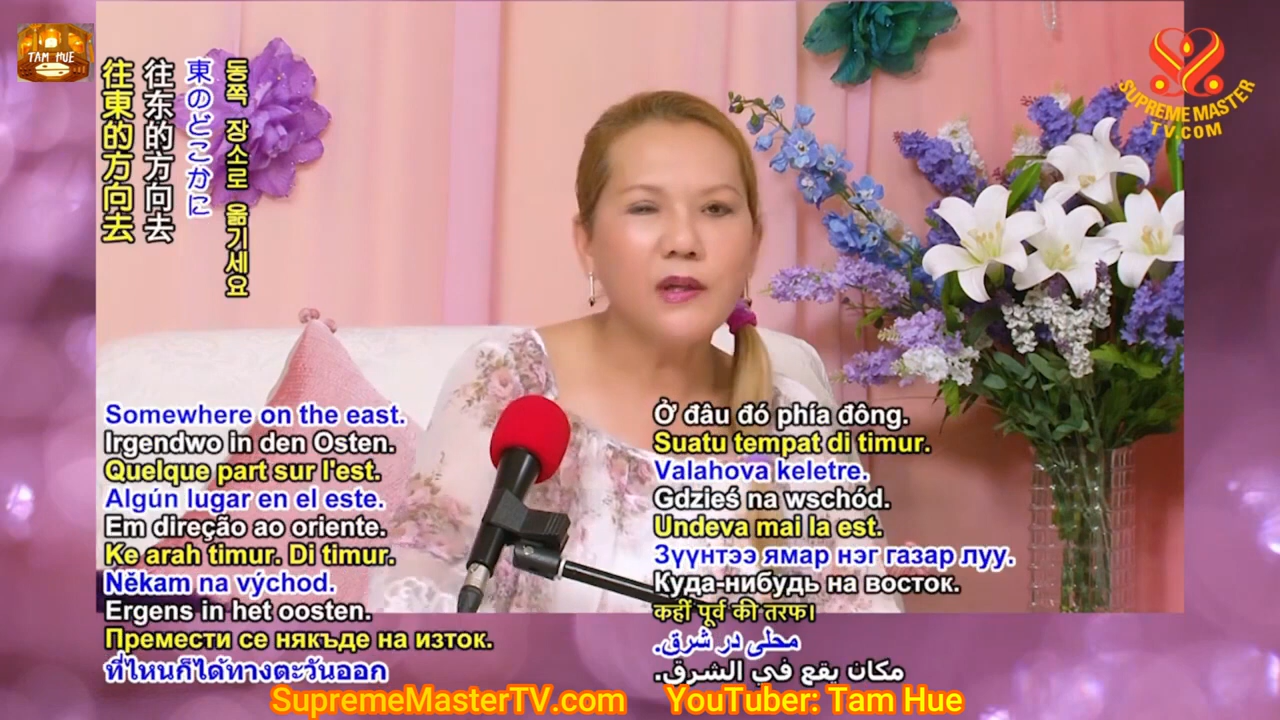 TAM HUE
往東的方向去
往东的方向去
東のどこかに
동쪽 장소로 옮기세요
SUPREME MASTER
TV.COM
Somewhere on the east.
Irgendwo in den Osten.
Quelque part sur l'est.
Algún lugar en el este.
Em direção ao oriente.
Ke arah timur. Di timur.
Někam na východ.
Ergens in het oosten.
Премести се някъде на изток.
ที่ไหนก็ได้ทางตะวันออก
Ở đâu đó phía đông.
Suatu tempat di timur.
Valahova keletre.
Gdzieś na wschód.
Undeva mai la est.
Зүүнтээ ямар нэг газар луу.
Куда-нибудь на восток.
कहीं पूर्व की तरफ।
محلی در شرق.
مكان يقع في الشرق.
SupremeMasterTV.com YouTuber: Tam Hue